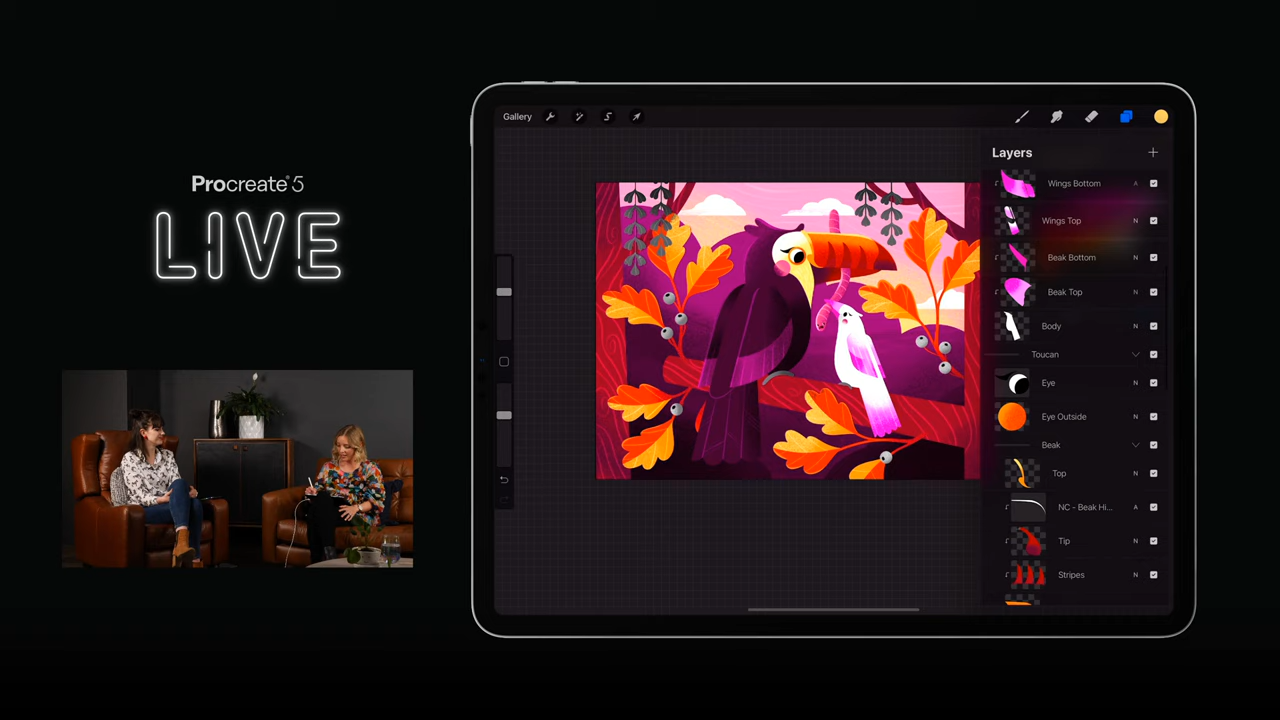 Procreate® 5
LIVE
Gallery
Layers
Wings Bottom A
Wings Top N
Beak Bottom N
Beak Top N
Body N
Toucan
Eye N
Eye Outside N
Beak
Top N
NC - Beak Hi... A
Tip N
Stripes N